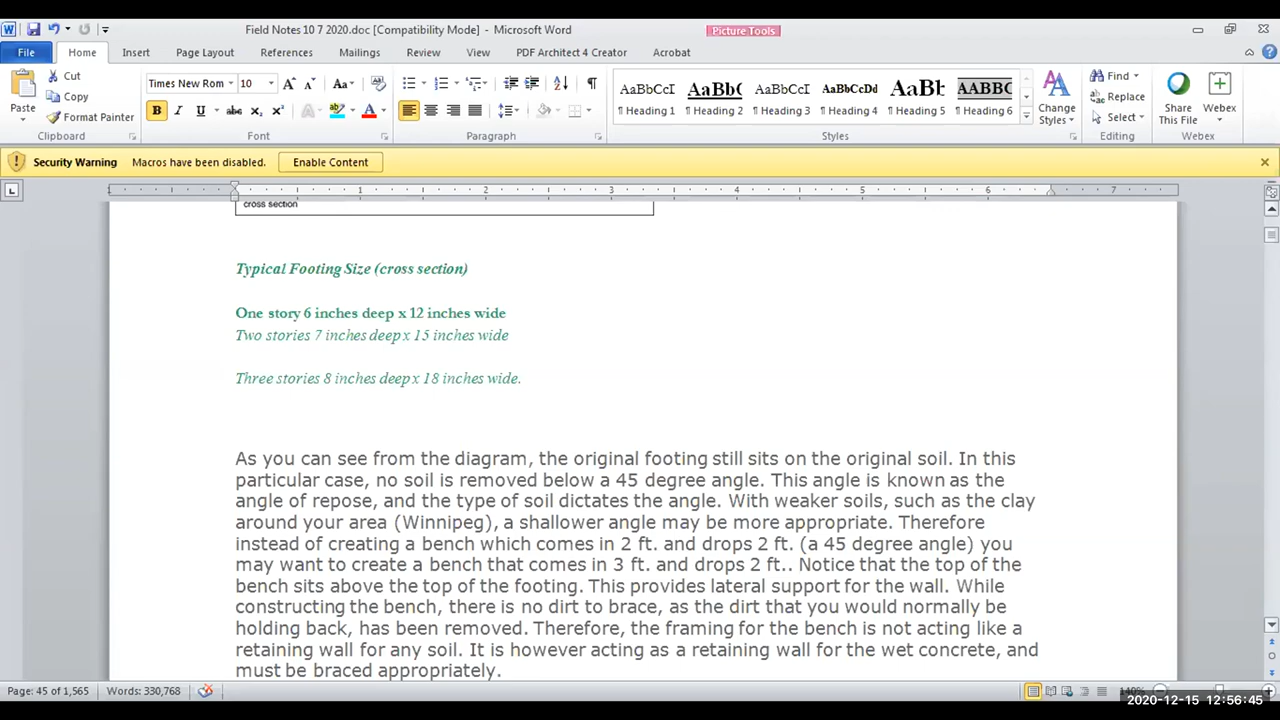 Field Notes 10 7 2020.doc [Compatibility Mode] - Microsoft Word
Picture Tools
File Home Insert Page Layout References Mailings Review View PDF Architect 4 Creator Acrobat
Paste
Cut
Copy
Format Painter
Clipboard
Times New Rom 10
Font
Paragraph
AaBbCcI AaBbC AaBbCcI AaBbCcDd AaBb AABBC
¶ Heading 1 ¶ Heading 2 ¶ Heading 3 ¶ Heading 4 ¶ Heading 5 ¶ Heading 6
Change Styles
Styles
Find
Replace
Select
Editing
Share This File
Webex
Webex
Security Warning Macros have been disabled. Enable Content
1 1 2 3 4 5 6 7
cross section
Typical Footing Size (cross section)
One story 6 inches deep x 12 inches wide
Two stories 7 inches deep x 15 inches wide
Three stories 8 inches deep x 18 inches wide.
As you can see from the diagram, the original footing still sits on the original soil. In this
particular case, no soil is removed below a 45 degree angle. This angle is known as the
angle of repose, and the type of soil dictates the angle. With weaker soils, such as the clay
around your area (Winnipeg), a shallower angle may be more appropriate. Therefore
instead of creating a bench which comes in 2 ft. and drops 2 ft. (a 45 degree angle) you
may want to create a bench that comes in 3 ft. and drops 2 ft.. Notice that the top of the
bench sits above the top of the footing. This provides lateral support for the wall. While
constructing the bench, there is no dirt to brace, as the dirt that you would normally be
holding back, has been removed. Therefore, the framing for the bench is not acting like a
retaining wall for any soil. It is however acting as a retaining wall for the wet concrete, and
must be braced appropriately.
Page: 45 of 1,565 Words: 330,768 140%
2020-12-15 12:56:45